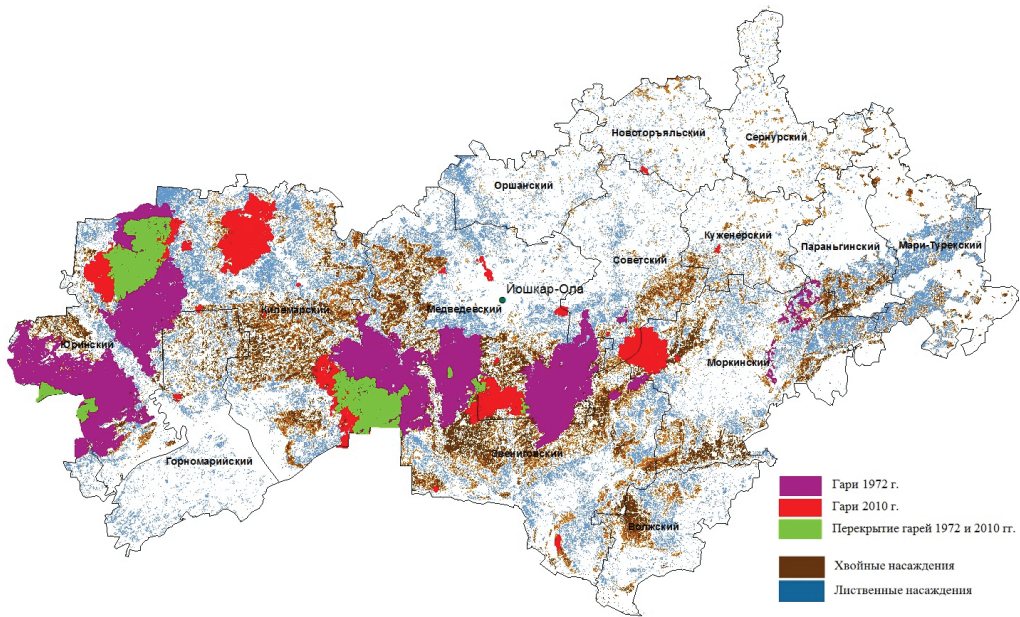 Новоторъяльский
Сернурский
Оршанский
Куженерский
Параньгинский
Мари-Турекский
Советский
Йошкар-Ола
Килемарский
Медведевский
Юринский
Моркинский
Звениговский
Горномарийский
Волжский
Гари 1972 г.
Гари 2010 г.
Перекрытие гарей 1972 и 2010 гг.
Хвойные насаждения
Лиственные насаждения